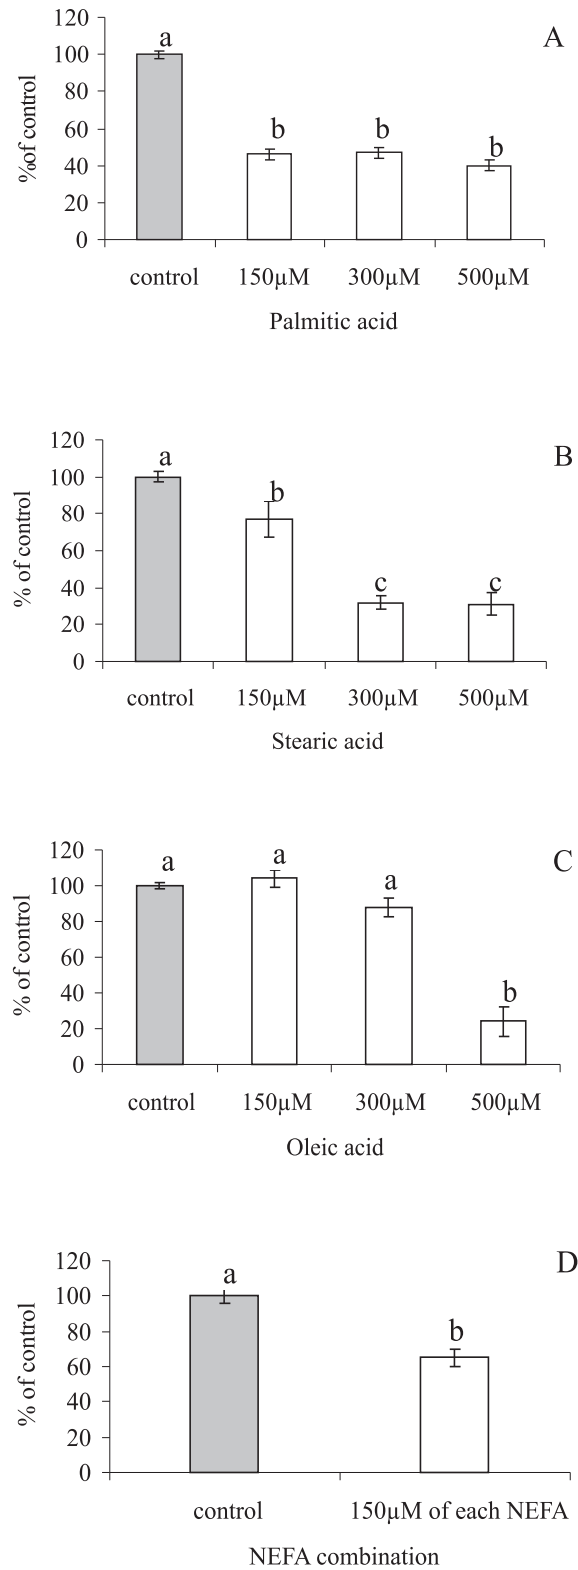 A
120
100
80
60
40
20
0
%of control
a
b
b
b
control 150µM 300µM 500µM
Palmitic acid
B
120
100
80
60
40
20
0
% of control
a
b
c
c
control 150µM 300µM 500µM
Stearic acid
C
120
100
80
60
40
20
0
% of control
a
a
a
b
control 150µM 300µM 500µM
Oleic acid
D
120
100
80
60
40
20
0
% of control
a
b
control 150µM of each NEFA
NEFA combination